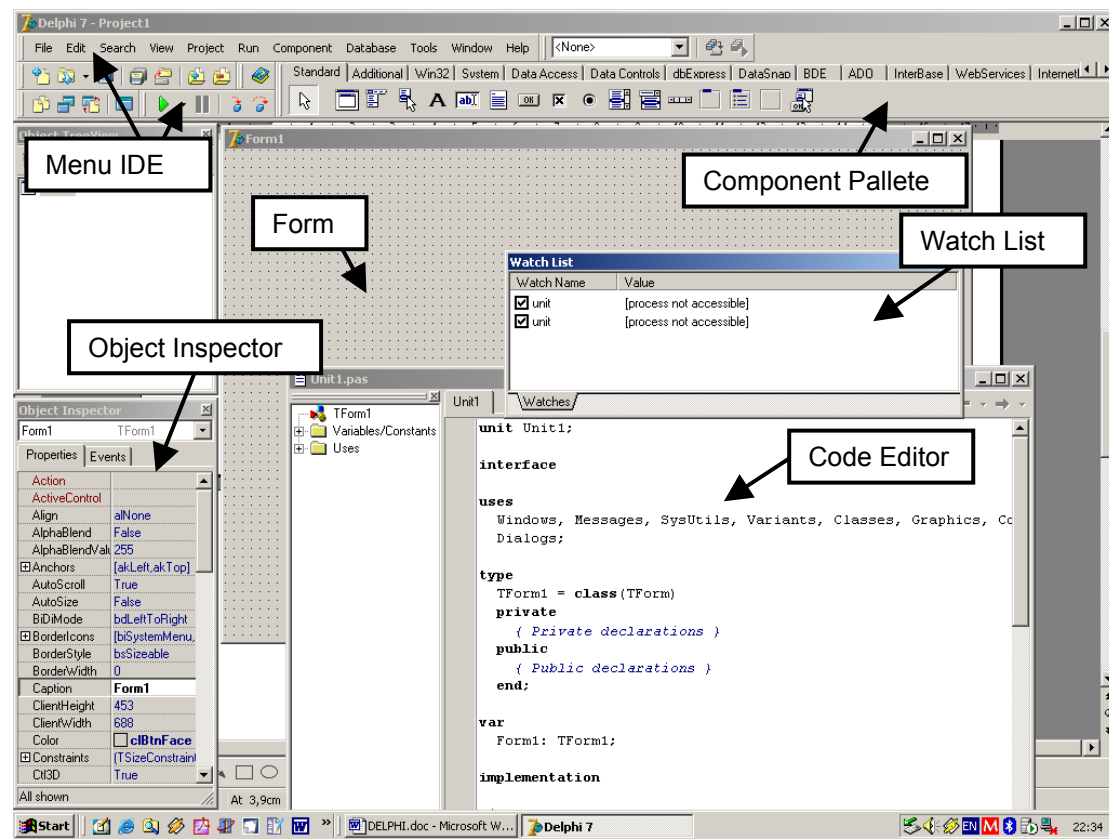 Delphi 7 - Project1
File Edit Search View Project Run Component Database Tools Window Help <None>
Standard Additional Win32 System Data Access Data Controls dbExpress DataSnap BDE ADO InterBase WebServices Internet
Menu IDE
Form1
Component Pallete
Form
Watch List
Watch List
Watch Name Value
unit [process not accessible]
unit [process not accessible]
Watches
Object Inspector
Object Inspector
Form1 TForm1
Properties Events
Action
ActiveControl
Align alNone
AlphaBlend False
AlphaBlendValu 255
Anchors [akLeft,akTop]
AutoScroll True
AutoSize False
BiDiMode bdLeftToRight
BorderIcons [biSystemMenu,
BorderStyle bsSizeable
BorderWidth 0
Caption Form1
ClientHeight 453
ClientWidth 688
Color clBtnFace
Constraints (TSizeConstraint
Ctl3D True
All shown
Unit1.pas
TForm1
Variables/Constants
Uses
Unit1
Code Editor
unit Unit1;
interface
uses
Windows, Messages, SysUtils, Variants, Classes, Graphics, Co
Dialogs;
type
TForm1 = class(TForm)
private
{ Private declarations }
public
{ Public declarations }
end;
var
Form1: TForm1;
implementation
At 3,9cm
Start DELPHI.doc - Microsoft W... Delphi 7 EN 22:34